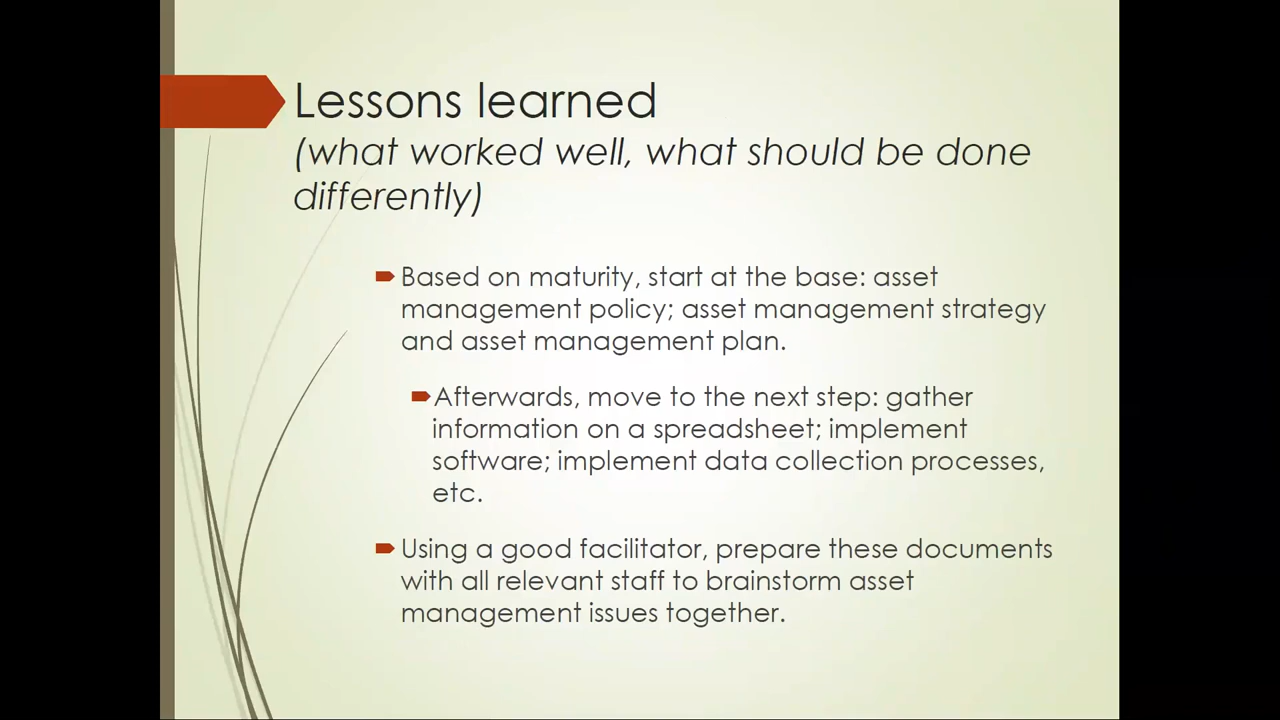 Lessons learned
(what worked well, what should be done
differently)
Based on maturity, start at the base: asset
management policy; asset management strategy
and asset management plan.
Afterwards, move to the next step: gather
information on a spreadsheet; implement
software; implement data collection processes,
etc.
Using a good facilitator, prepare these documents
with all relevant staff to brainstorm asset
management issues together.